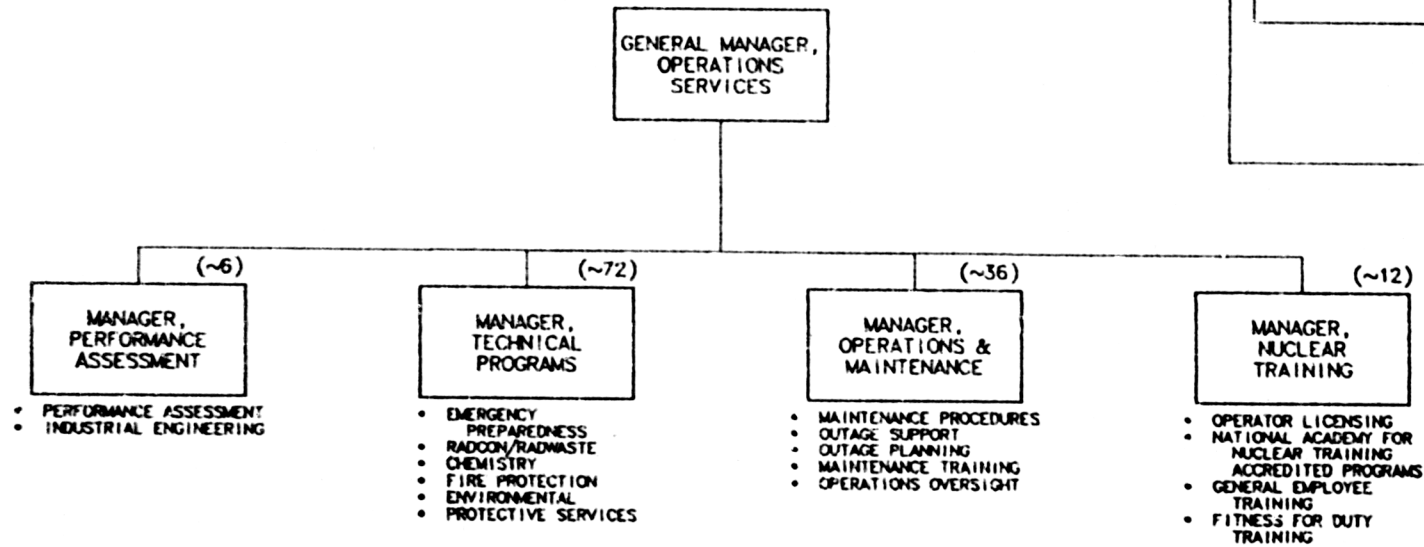 GENERAL MANAGER,
OPERATIONS
SERVICES
(~6)
MANAGER,
PERFORMANCE
ASSESSMENT
• PERFORMANCE ASSESSMENT
• INDUSTRIAL ENGINEERING
(~72)
MANAGER,
TECHNICAL
PROGRAMS
• EMERGENCY
PREPAREDNESS
• RADCON/RADWASTE
• CHEMISTRY
• FIRE PROTECTION
• ENVIRONMENTAL
• PROTECTIVE SERVICES
(~36)
MANAGER,
OPERATIONS &
MAINTENANCE
• MAINTENANCE PROCEDURES
• OUTAGE SUPPORT
• OUTAGE PLANNING
• MAINTENANCE TRAINING
• OPERATIONS OVERSIGHT
(~12)
MANAGER,
NUCLEAR
TRAINING
• OPERATOR LICENSING
• NATIONAL ACADEMY FOR
NUCLEAR TRAINING
ACCREDITED PROGRAMS
• GENERAL EMPLOYEE
TRAINING
• FITNESS FOR DUTY
TRAINING